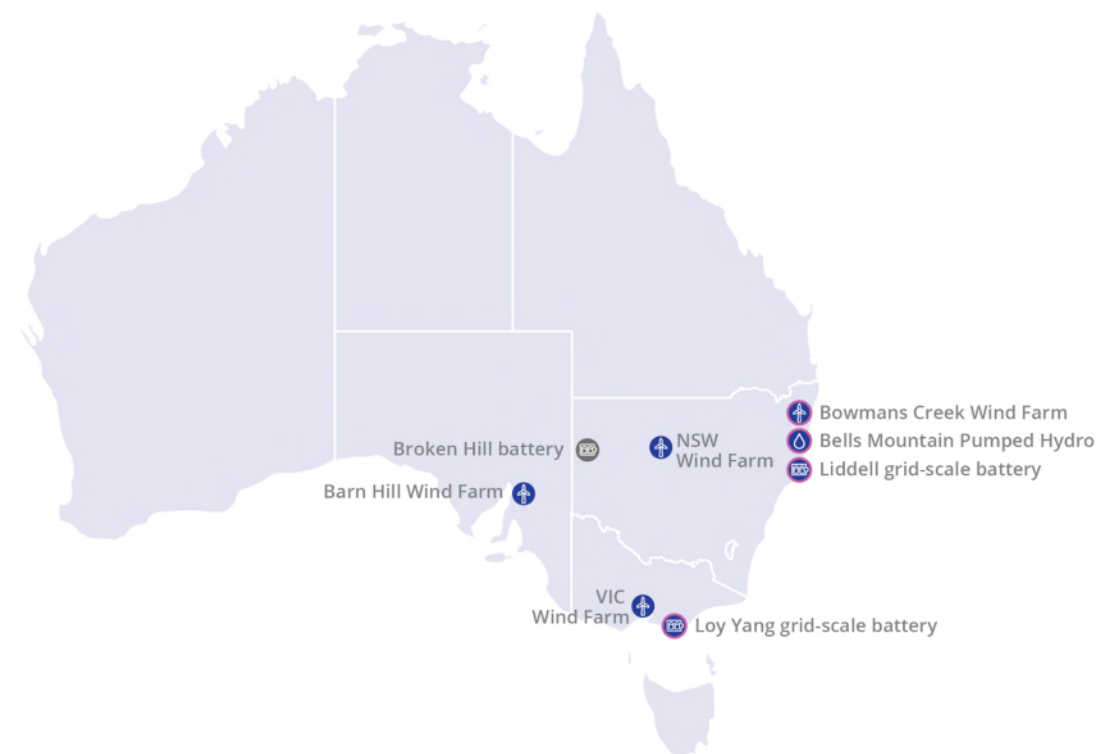 Bowmans Creek Wind Farm
Bells Mountain Pumped Hydro
Liddell grid-scale battery
NSW
Wind Farm
Broken Hill battery
Barn Hill Wind Farm
VIC
Wind Farm
Loy Yang grid-scale battery